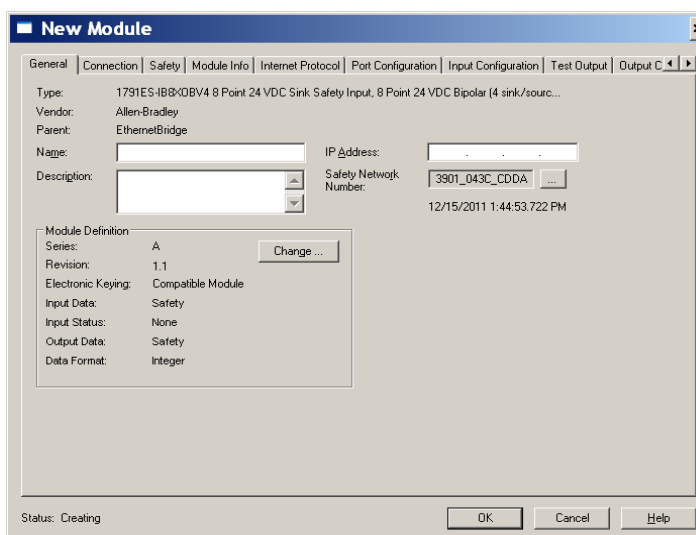 New Module
General Connection Safety Module Info Internet Protocol Port Configuration Input Configuration Test Output Output C
Type: 1791ES-IB8XOBV4 8 Point 24 VDC Sink Safety Input, 8 Point 24 VDC Bipolar (4 sink/sourc...
Vendor: Allen-Bradley
Parent: EthernetBridge
Name: IP Address: . . .
Description: Safety Network Number: 3901_043C_CDDA ...
12/15/2011 1:44:53.722 PM
Module Definition
Series: A Change ...
Revision: 1.1
Electronic Keying: Compatible Module
Input Data: Safety
Input Status: None
Output Data: Safety
Data Format: Integer
Status: Creating OK Cancel Help